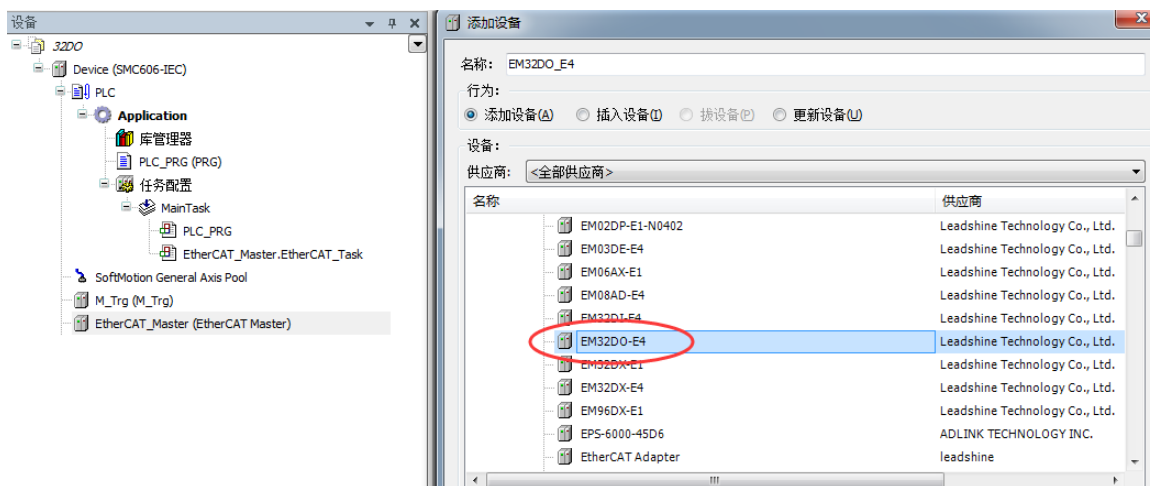 设备
32DO
Device (SMC606-IEC)
PLC
Application
库管理器
PLC_PRG (PRG)
任务配置
MainTask
PLC_PRG
EtherCAT_Master.EtherCAT_Task
SoftMotion General Axis Pool
M_Trg (M_Trg)
EtherCAT_Master (EtherCAT Master)
添加设备
名称: EM32DO_E4
行为:
添加设备(A) 插入设备(I) 拔设备(P) 更新设备(U)
设备:
供应商: <全部供应商>
名称 供应商
EM02DP-E1-N0402 Leadshine Technology Co., Ltd.
EM03DE-E4 Leadshine Technology Co., Ltd.
EM06AX-E1 Leadshine Technology Co., Ltd.
EM08AD-E4 Leadshine Technology Co., Ltd.
EM32DI-E4 Leadshine Technology Co., Ltd.
EM32DO-E4 Leadshine Technology Co., Ltd.
EM32DX-E1 Leadshine Technology Co., Ltd.
EM32DX-E4 Leadshine Technology Co., Ltd.
EM96DX-E1 Leadshine Technology Co., Ltd.
EPS-6000-45D6 ADLINK TECHNOLOGY INC.
EtherCAT Adapter leadshine